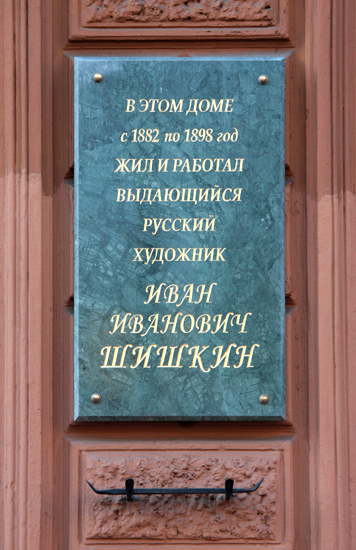 В ЭТОМ ДОМЕ
с 1882 по 1898 год
ЖИЛ И РАБОТАЛ
ВЫДАЮЩИЙСЯ
РУССКИЙ
ХУДОЖНИК
ИВАН
ИВАНОВИЧ
ШИШКИН